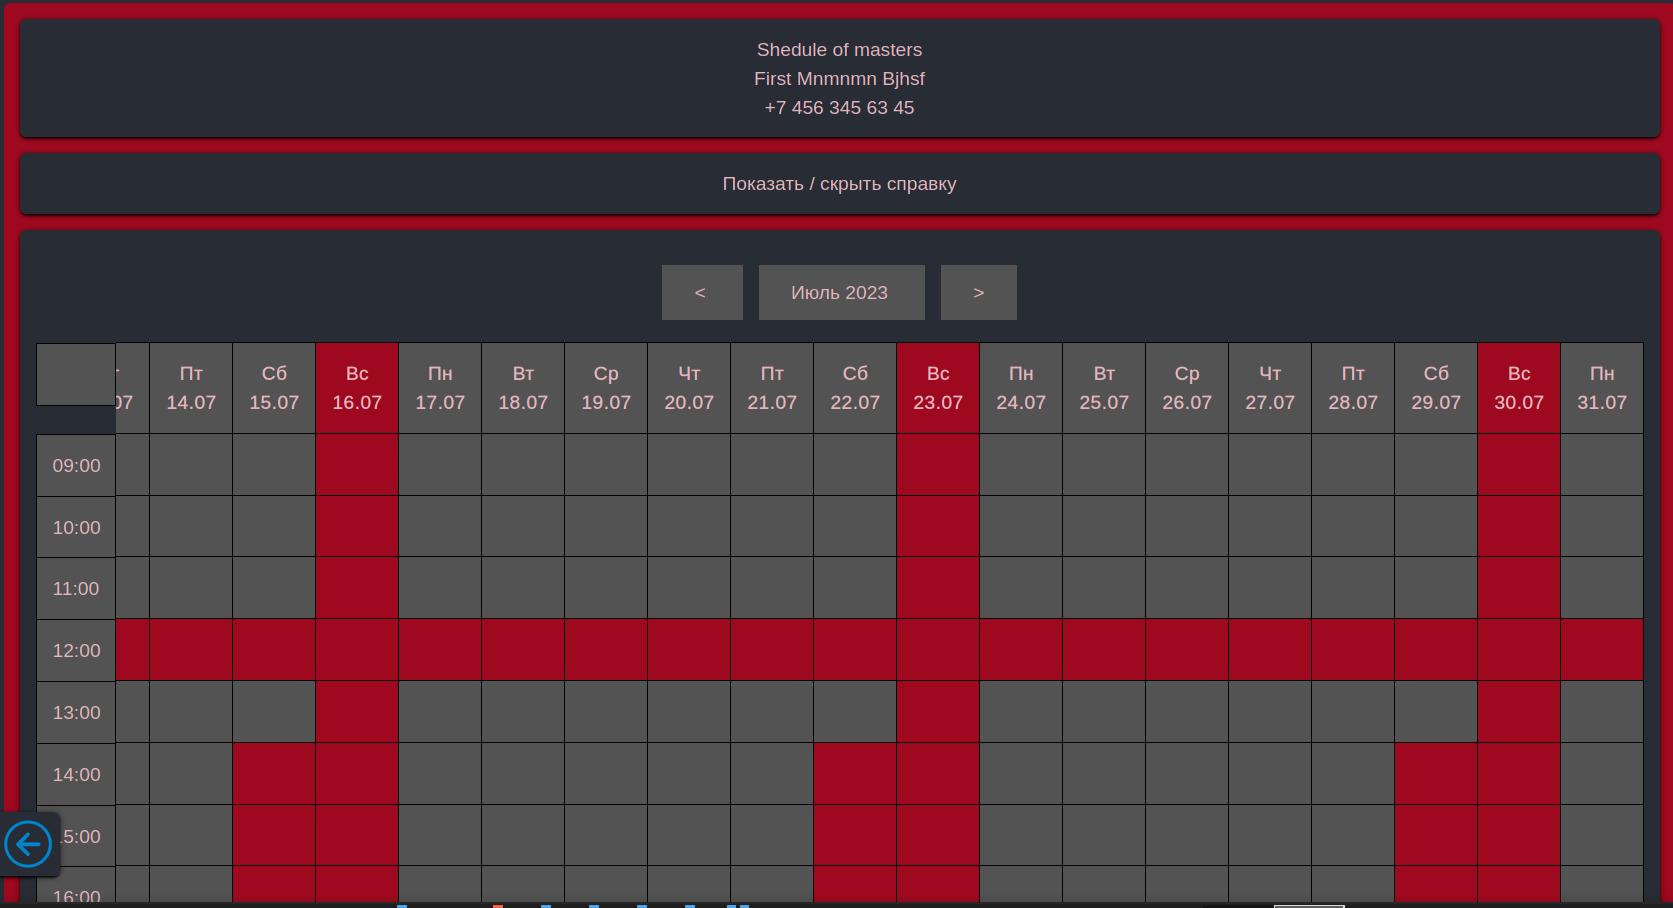 Shedule of masters
First Mnmnmn Bjhsf
+7 456 345 63 45
Показать / скрыть справку
< Июль 2023 >
Пт Сб Вс Пн Вт Ср Чт Пт Сб Вс Пн Вт Ср Чт Пт Сб Вс Пн
07 14.07 15.07 16.07 17.07 18.07 19.07 20.07 21.07 22.07 23.07 24.07 25.07 26.07 27.07 28.07 29.07 30.07 31.07
09:00
10:00
11:00
12:00
13:00
14:00
5:00
16:00